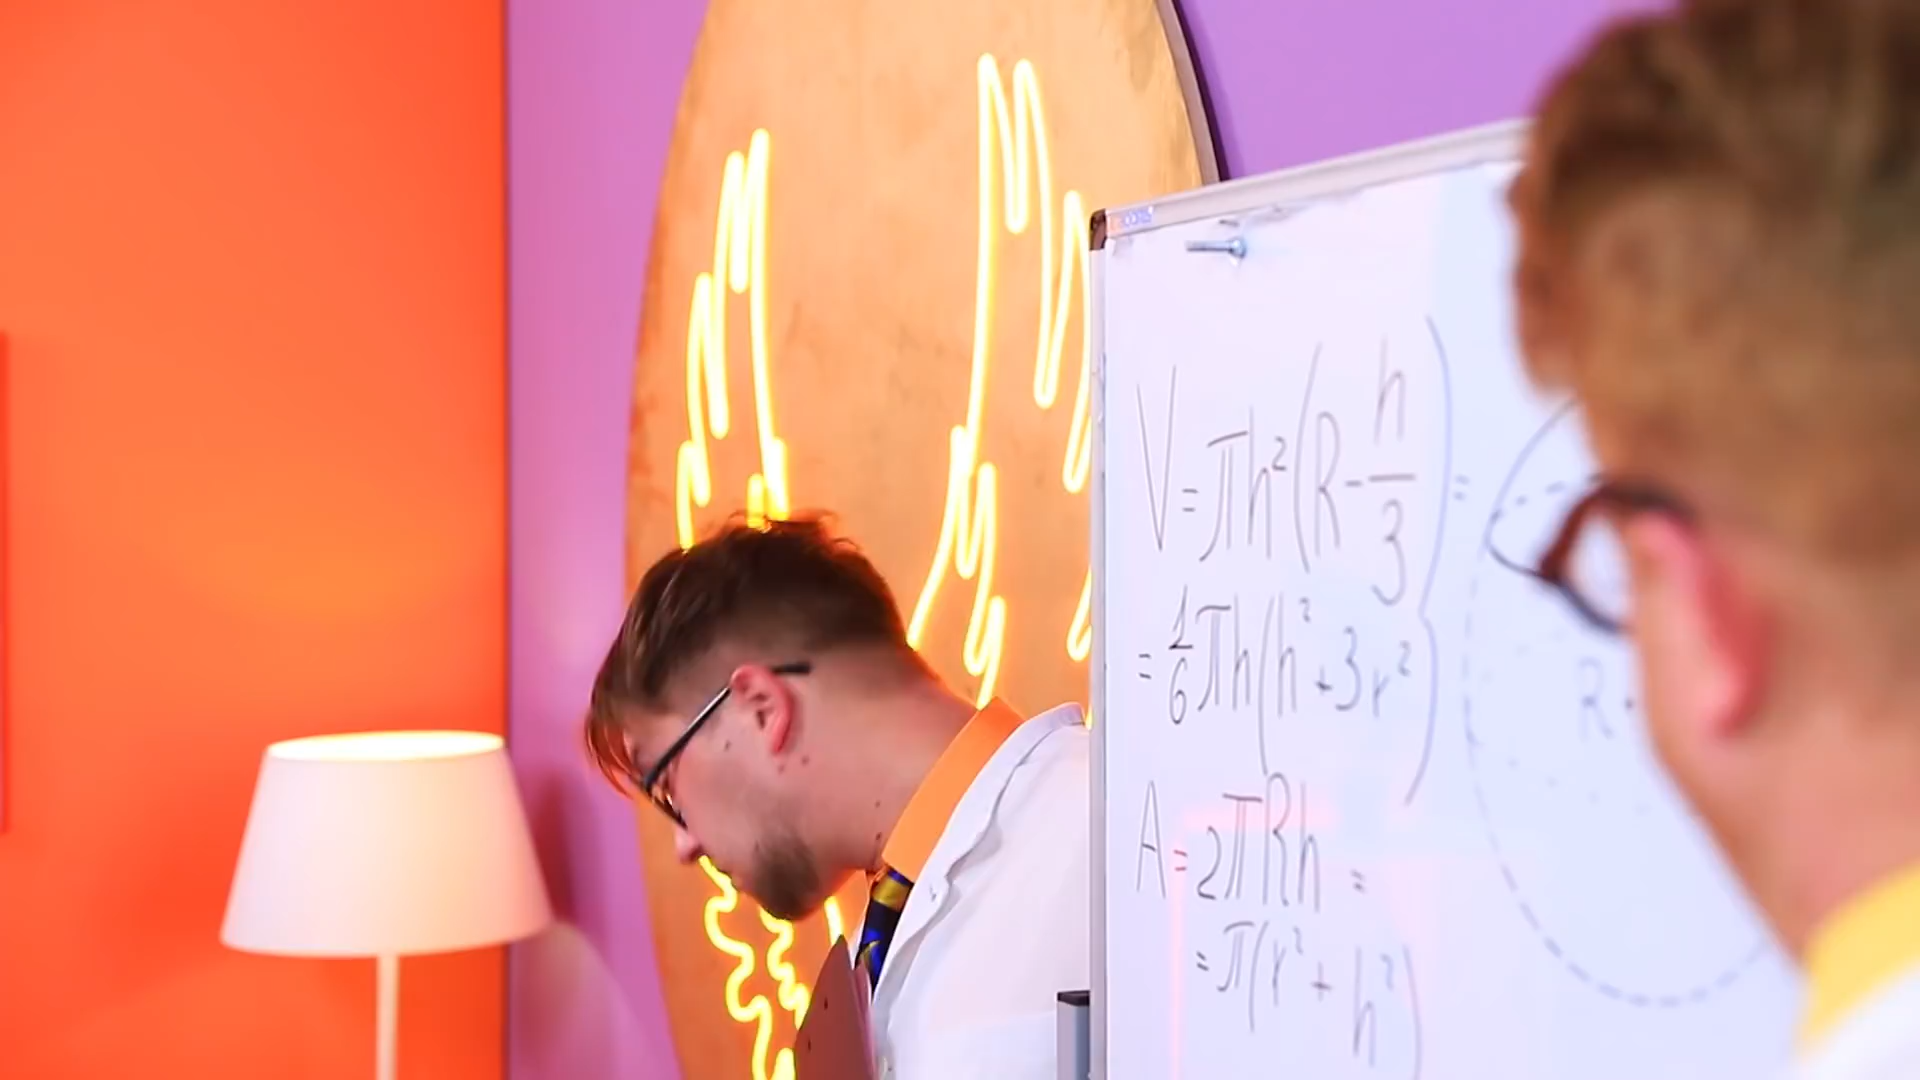 V = πh²(R - h/3) =
= 1/6 πh(h² + 3r²)
A = 2πRh =
= π(r² + h²)
R